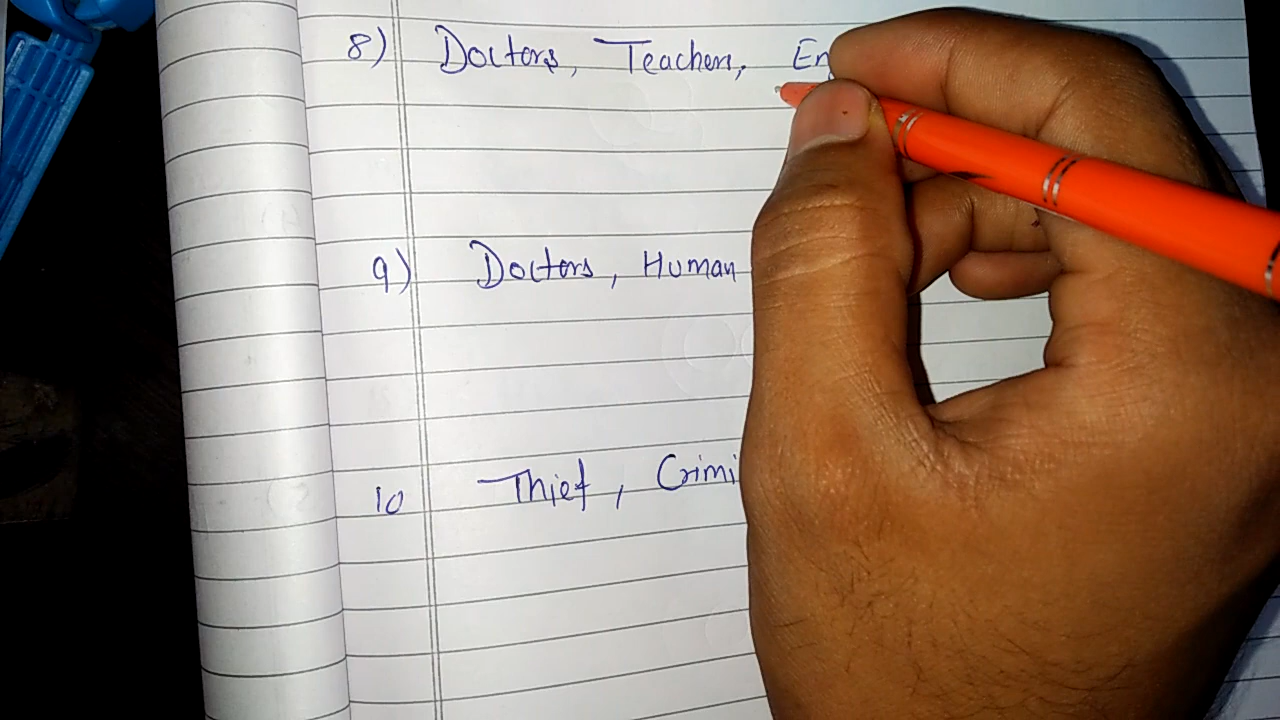 8) Doctors, Teachers, En
9) Doctors, Human
10 Thief, Crimi